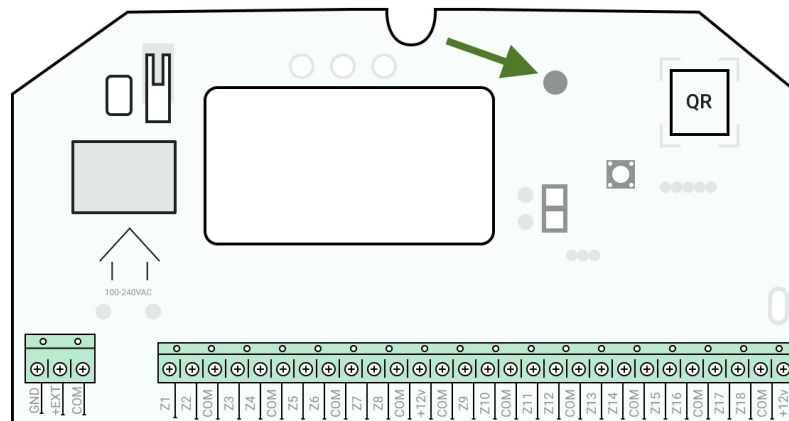 QR
100-240VAC
GND
+EXT
COM
Z1
Z2
COM
Z3
Z4
COM
Z5
Z6
COM
Z7
Z8
COM
+12v
COM
Z9
Z10
COM
Z11
Z12
COM
Z13
Z14
COM
Z15
Z16
COM
Z17
Z18
COM
+12v